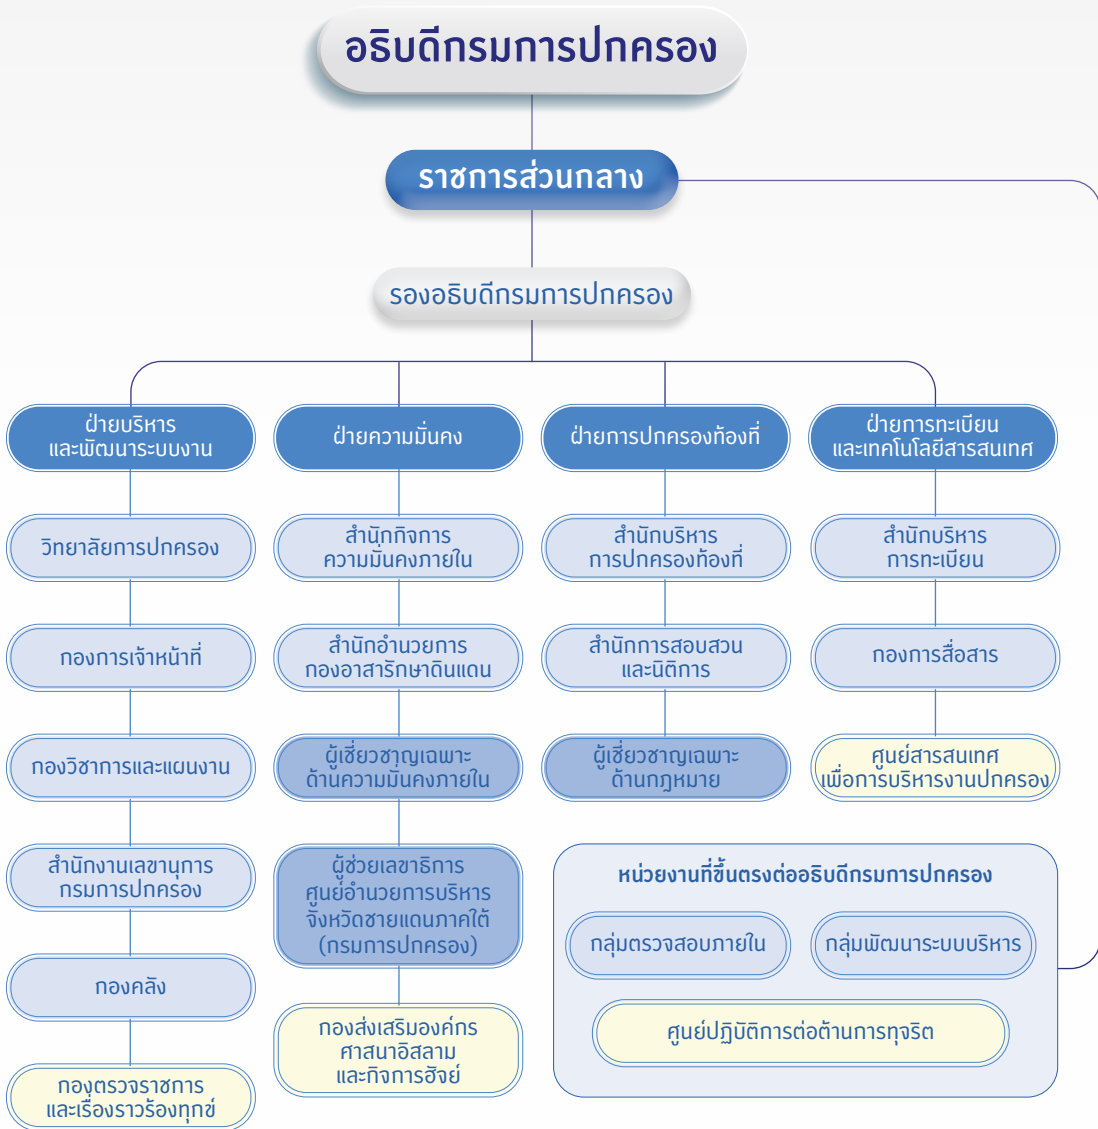 อธิบดีกรมการปกครอง
ราชการส่วนกลาง
รองอธิบดีกรมการปกครอง
ฝ่ายบริหาร
และพัฒนาระบบงาน
วิทยาลัยการปกครอง
กองการเจ้าหน้าที่
กองวิชาการและแผนงาน
สำนักงานเลขานุการ
กรมการปกครอง
กองคลัง
กองตรวจราชการ
และเรื่องราวร้องทุกข์
ฝ่ายความมั่นคง
สำนักกิจการ
ความมั่นคงภายใน
สำนักอำนวยการ
กองอาสารักษาดินแดน
ผู้เชี่ยวชาญเฉพาะ
ด้านความมั่นคงภายใน
ผู้ช่วยเลขาธิการ
ศูนย์อำนวยการบริหาร
จังหวัดชายแดนภาคใต้
(กรมการปกครอง)
กองส่งเสริมองค์กร
ศาสนาอิสลาม
และกิจการฮัจย์
ฝ่ายการปกครองท้องที่
สำนักบริหาร
การปกครองท้องที่
สำนักการสอบสวน
และนิติการ
ผู้เชี่ยวชาญเฉพาะ
ด้านกฎหมาย
ฝ่ายการทะเบียน
และเทคโนโลยีสารสนเทศ
สำนักบริหาร
การทะเบียน
กองการสื่อสาร
ศูนย์สารสนเทศ
เพื่อการบริหารงานปกครอง
หน่วยงานที่ขึ้นตรงต่ออธิบดีกรมการปกครอง
กลุ่มตรวจสอบภายใน
กลุ่มพัฒนาระบบบริหาร
ศูนย์ปฏิบัติการต่อต้านการทุจริต